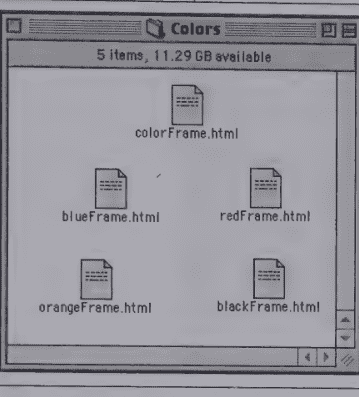 Colors
5 items, 11.29 GB available
colorFrame.html
blueFrame.html
redFrame.html
orangeFrame.html
blackFrame.html